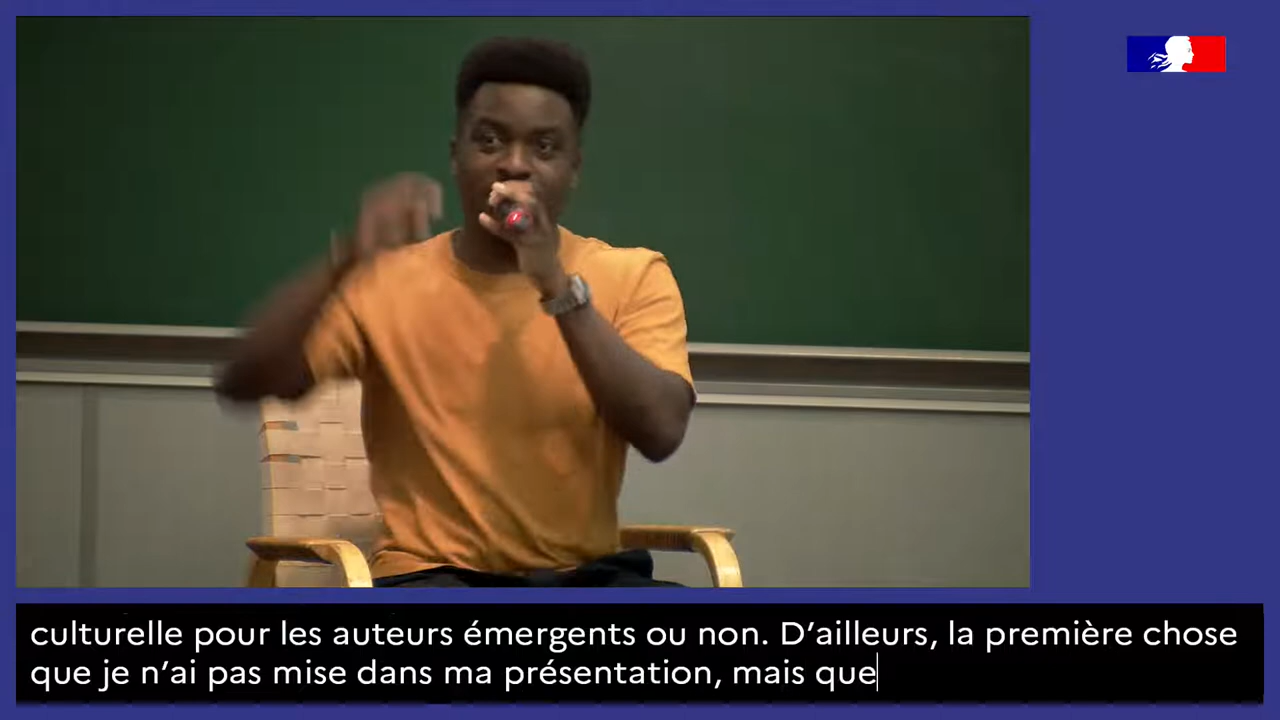 culturelle pour les auteurs émergents ou non. D’ailleurs, la première chose
que je n’ai pas mise dans ma présentation, mais que